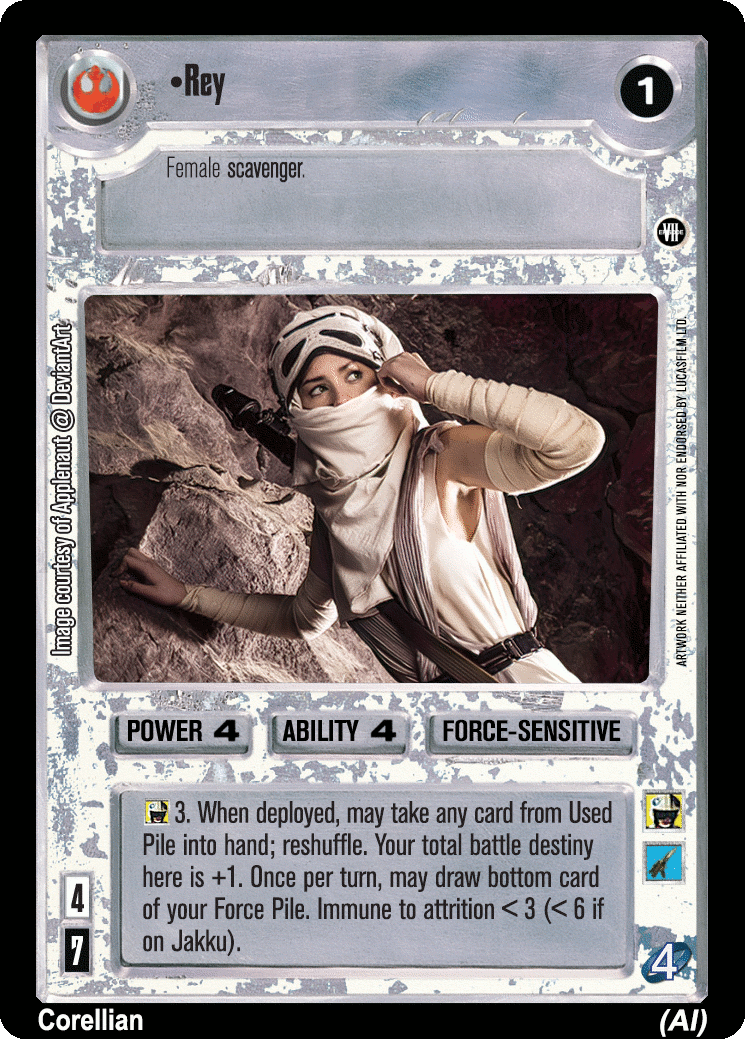 •Rey
1
Female scavenger.
EPISODE VII
Image courtesy of Applenaut @ DeviantArt.
ARTWORK NEITHER AFFILIATED WITH NOR ENDORSED BY LUCASFILM LTD.
POWER 4
ABILITY 4
FORCE-SENSITIVE
3. When deployed, may take any card from Used
Pile into hand; reshuffle. Your total battle destiny
here is +1. Once per turn, may draw bottom card
of your Force Pile. Immune to attrition < 3 (< 6 if
on Jakku).
4
7
4
Corellian
(AI)